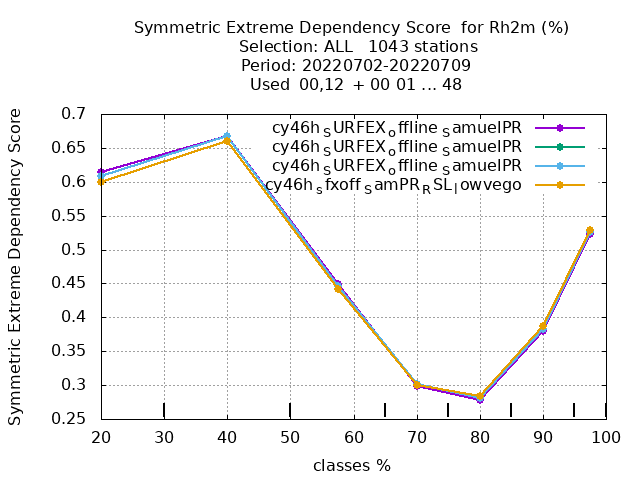 Symmetric Extreme Dependency Score for Rh2m (%)
Selection: ALL 1043 stations
Period: 20220702-20220709
Used 00,12 + 00 01 ... 48
Symmetric Extreme Dependency Score
0.7
0.65
0.6
0.55
0.5
0.45
0.4
0.35
0.3
0.25
cy46h_SURFEX_offline_SamuelPR
cy46h_SURFEX_offline_SamuelPR
cy46h_SURFEX_offline_SamuelPR
cy46h_sfxoff_SamPR_RSL_lowvego
20 30 40 50 60 70 80 90 100
classes %